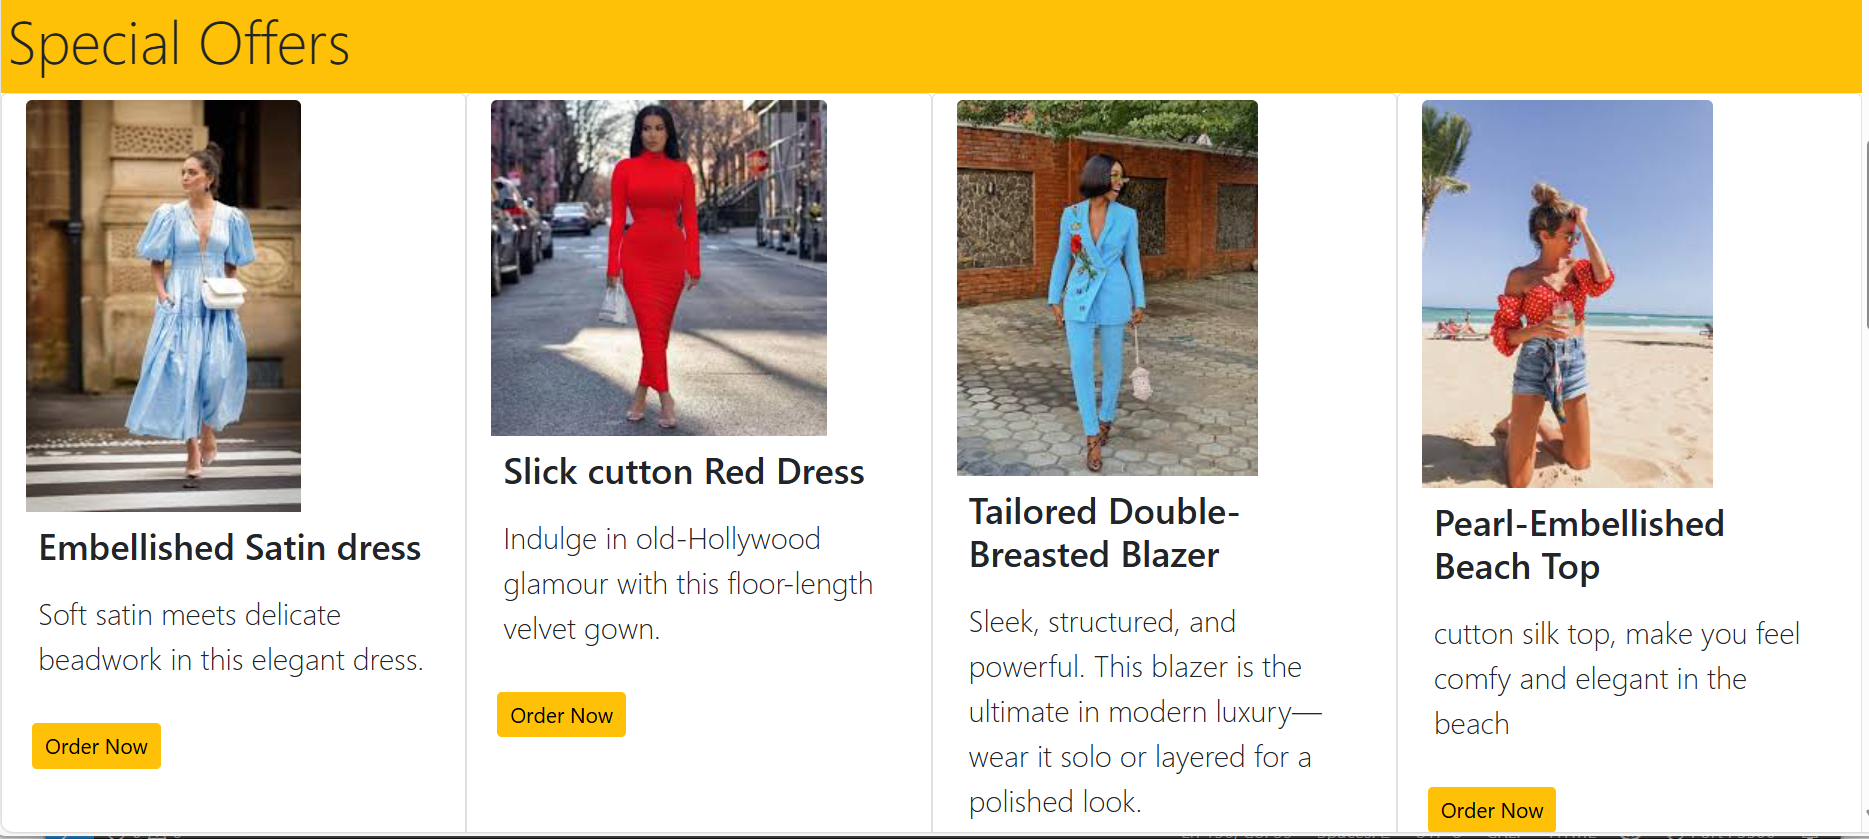 Special Offers
Embellished Satin dress
Soft satin meets delicate
beadwork in this elegant dress.
Order Now
Slick cutton Red Dress
Indulge in old-Hollywood
glamour with this floor-length
velvet gown.
Order Now
Tailored Double-
Breasted Blazer
Sleek, structured, and
powerful. This blazer is the
ultimate in modern luxury—
wear it solo or layered for a
polished look.
Pearl-Embellished
Beach Top
cutton silk top, make you feel
comfy and elegant in the
beach
Order Now